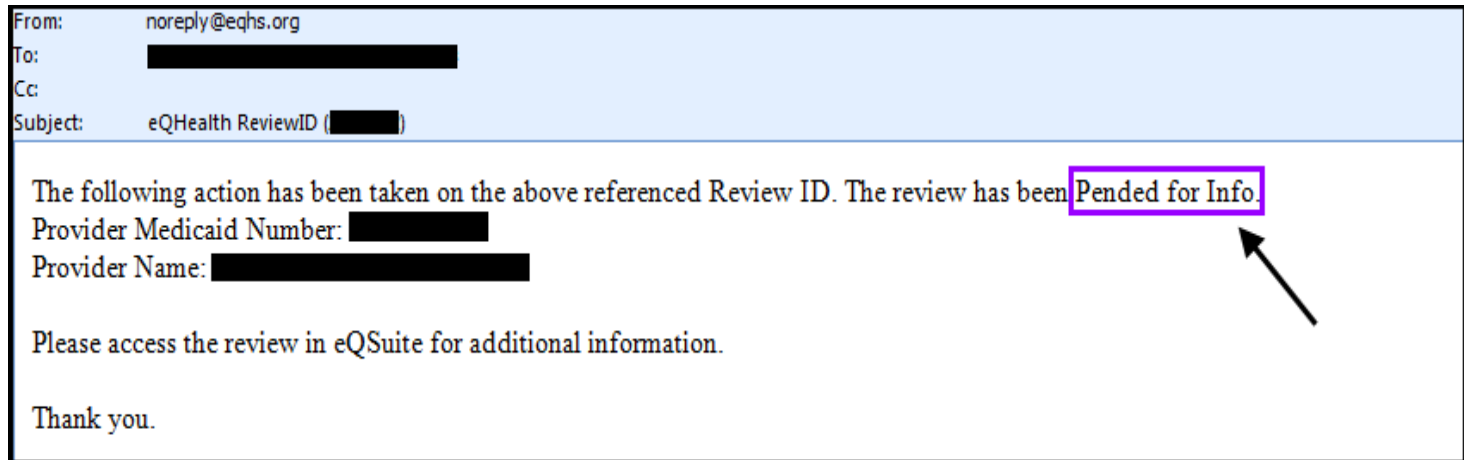 From: noreply@eqhs.org
To:
Cc:
Subject: eQHealth ReviewID ( )
The following action has been taken on the above referenced Review ID. The review has been Pended for Info.
Provider Medicaid Number:
Provider Name:
Please access the review in eQSuite for additional information.
Thank you.